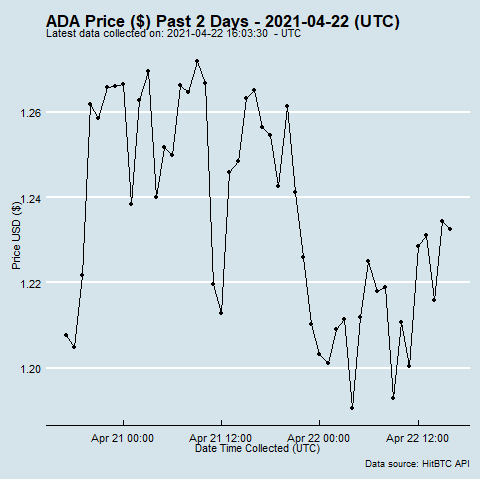 ADA Price ($) Past 2 Days - 2021-04-22 (UTC)
Latest data collected on: 2021-04-22 16:03:30 - UTC
1.26
1.24
Price USD ($)
1.22
1.20
Apr 21 00:00 Apr 21 12:00 Apr 22 00:00 Apr 22 12:00
Date Time Collected (UTC)
Data source: HitBTC API